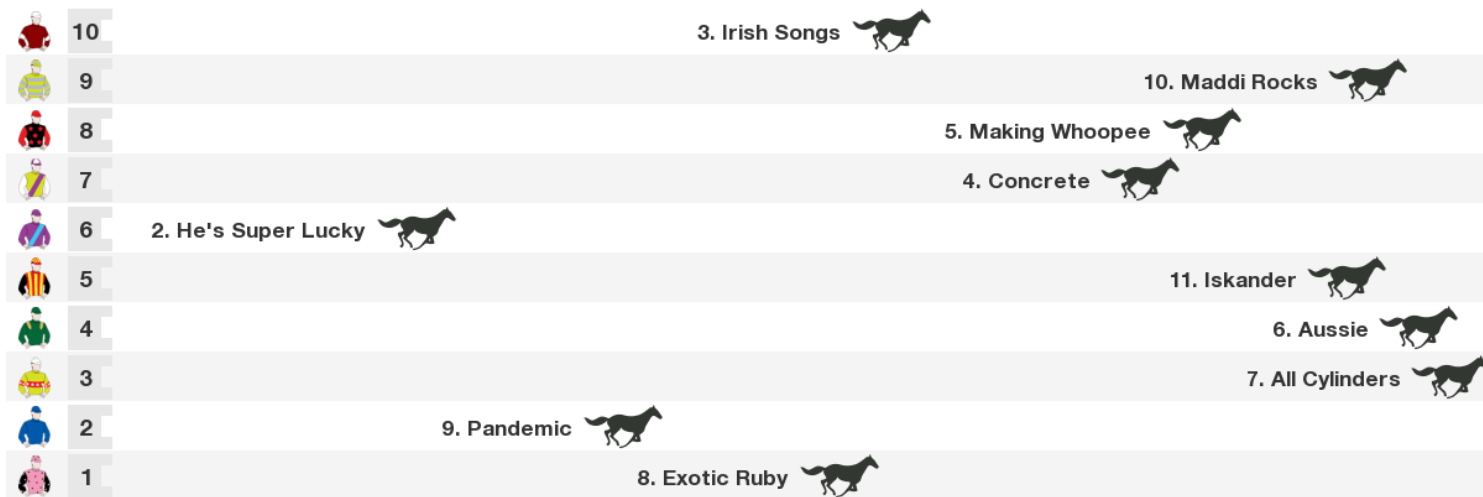 10 3. Irish Songs
9 10. Maddi Rocks
8 5. Making Whoopee
7 4. Concrete
6 2. He's Super Lucky
5 11. Iskander
4 6. Aussie
3 7. All Cylinders
2 9. Pandemic
1 8. Exotic Ruby